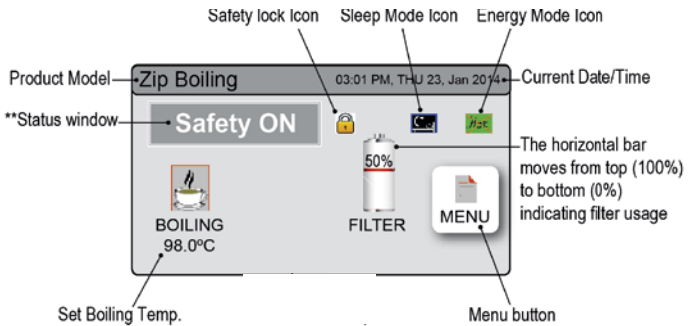 Safety lock Icon
Sleep Mode Icon
Energy Mode Icon
Product Model
Zip Boiling
03:01 PM, THU 23, Jan 2014
Current Date/Time
**Status window
Safety ON
The horizontal bar
moves from top (100%)
to bottom (0%)
indicating filter usage
50%
BOILING
98.0ºC
FILTER
MENU
Set Boiling Temp.
Menu button